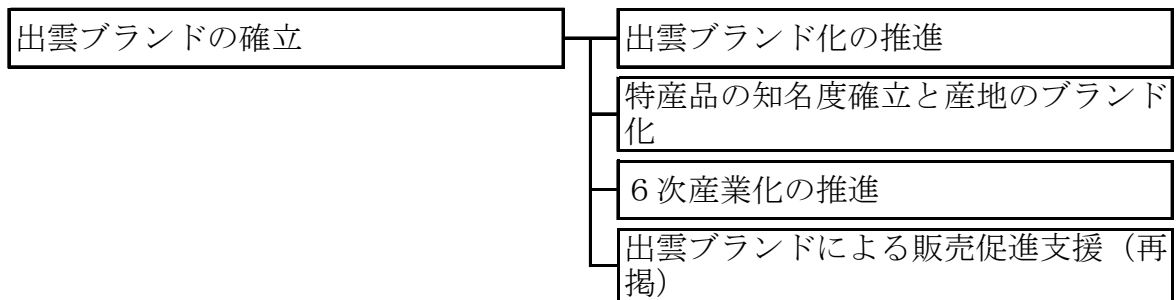 出雲ブランドの確立
出雲ブランド化の推進
特産品の知名度確立と産地のブランド
化
６次産業化の推進
出雲ブランドによる販売促進支援（再
掲）